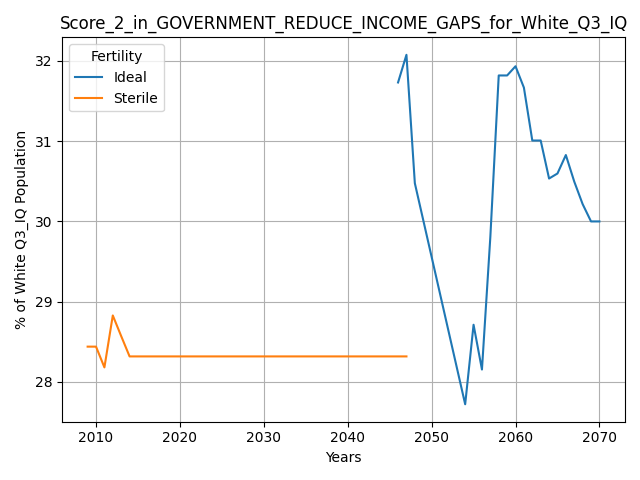 Score_2_in_GOVERNMENT_REDUCE_INCOME_GAPS_for_White_Q3_IQ
Fertility
Ideal
Sterile
% of White Q3_IQ Population
32
31
30
29
28
2010 2020 2030 2040 2050 2060 2070
Years